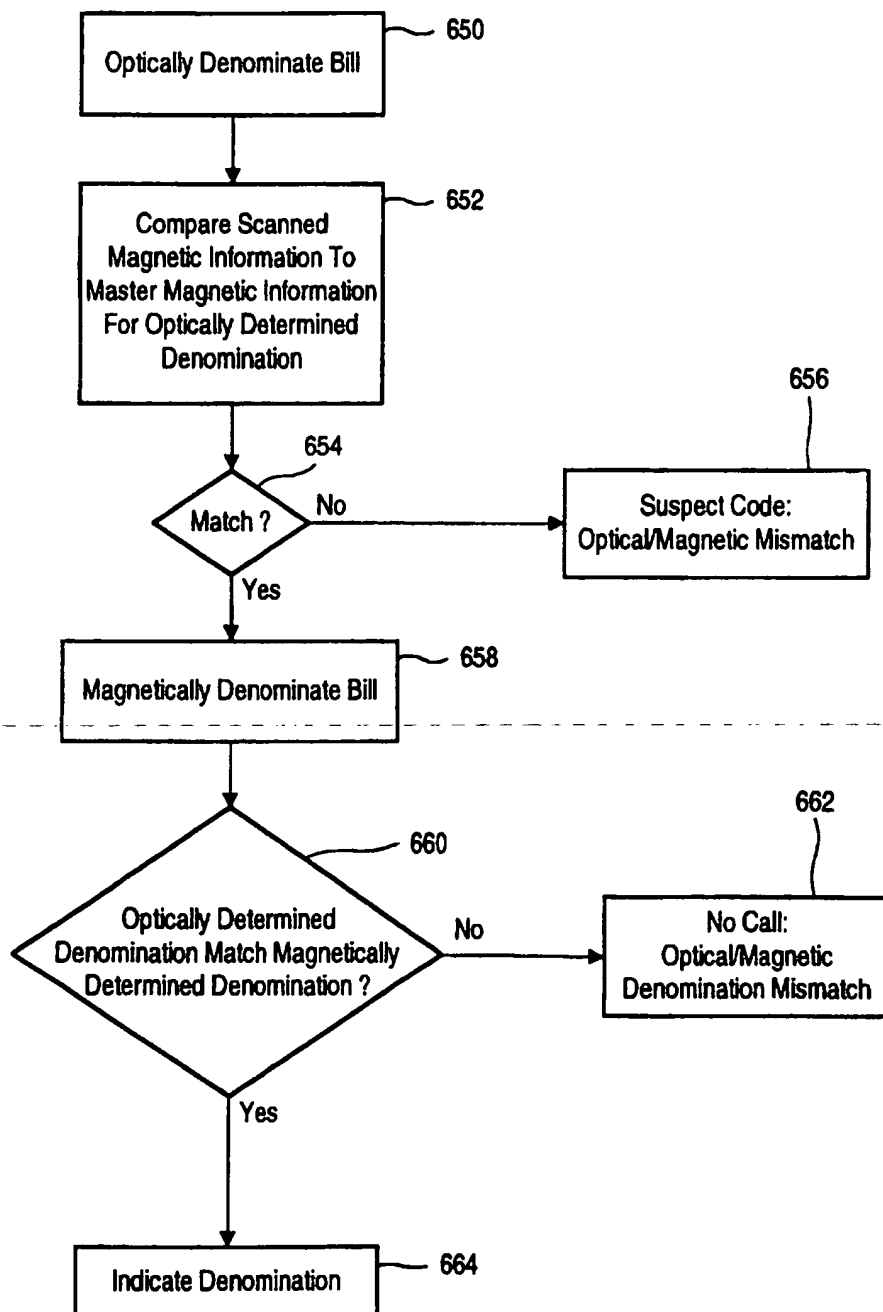 650
Optically Denominate Bill
652
Compare Scanned
Magnetic Information To
Master Magnetic Information
For Optically Determined
Denomination
654
Match ?
No
656
Suspect Code:
Optical/Magnetic Mismatch
Yes
658
Magnetically Denominate Bill
660
Optically Determined
Denomination Match Magnetically
Determined Denomination ?
No
662
No Call:
Optical/Magnetic
Denomination Mismatch
Yes
664
Indicate Denomination